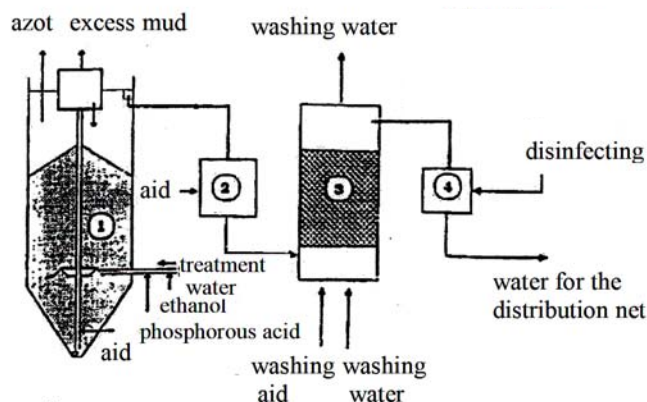 azot excess mud
washing water
disinfecting
aid
1
2
3
4
treatment
water
ethanol
phosphorous acid
aid
water for the
distribution net
washing washing
aid water